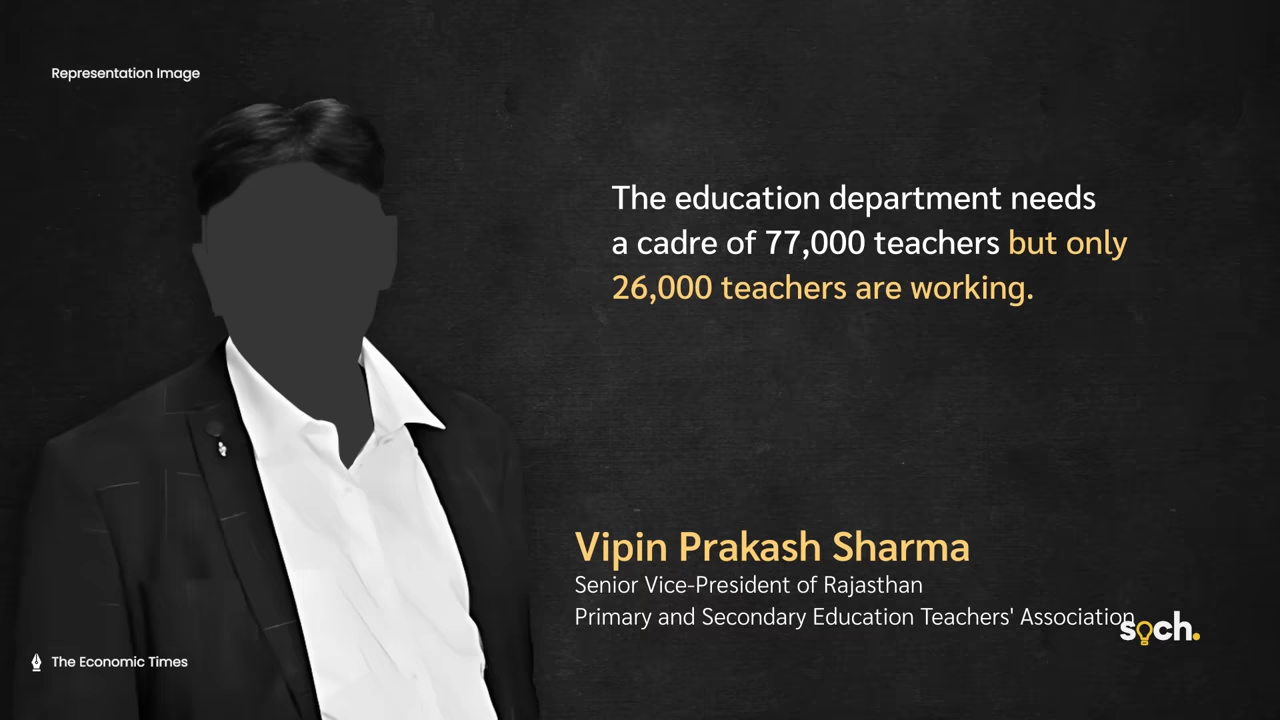 Representation Image
The education department needs
a cadre of 77,000 teachers but only
26,000 teachers are working.
Vipin Prakash Sharma
Senior Vice-President of Rajasthan
Primary and Secondary Education Teachers' Association
soch.
The Economic Times